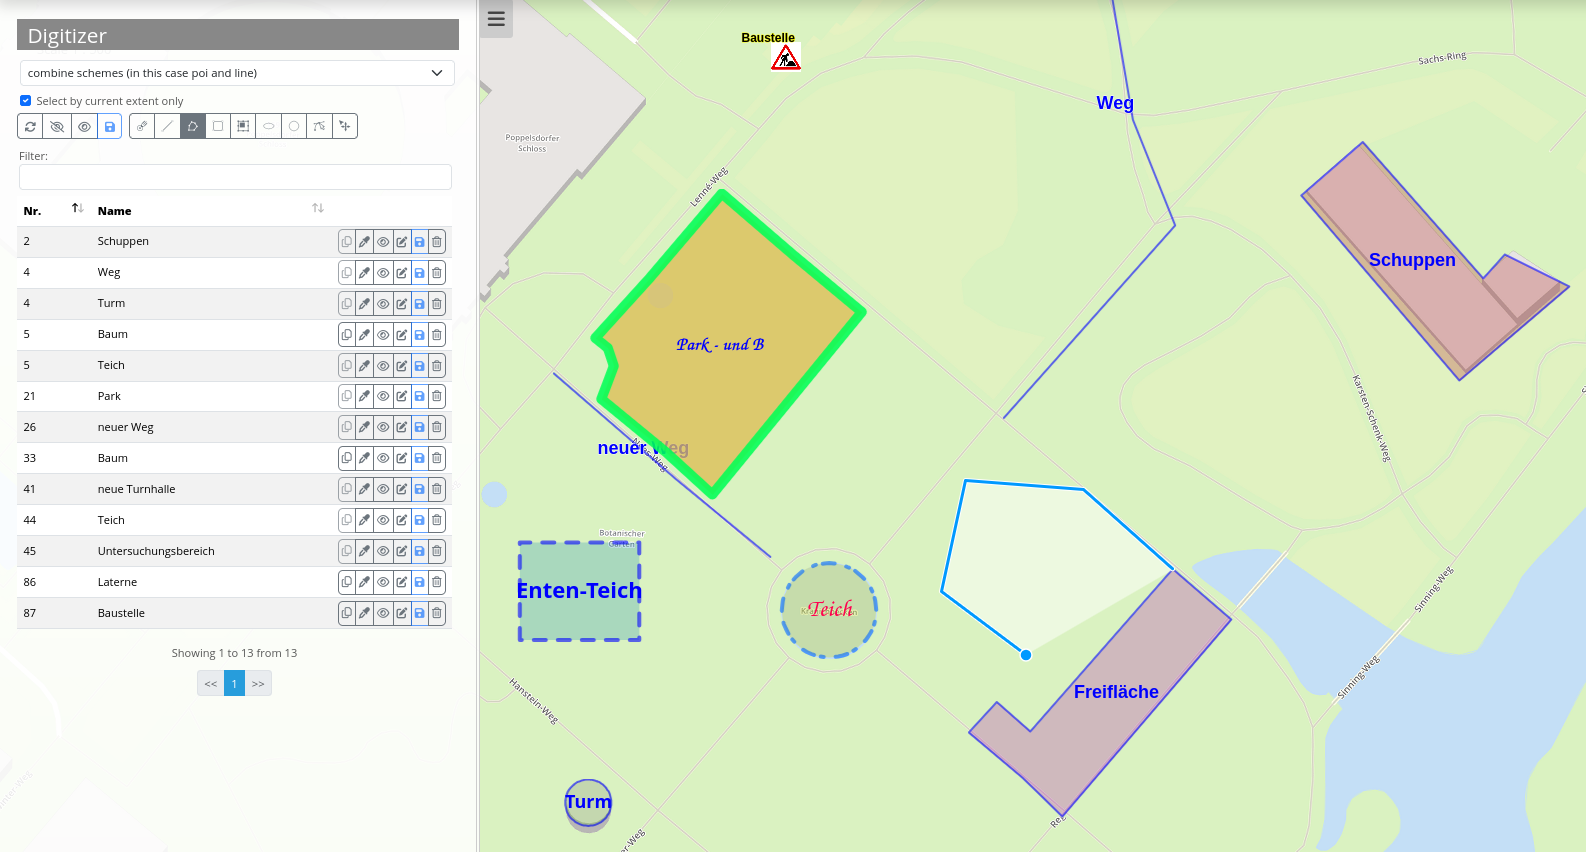 Digitizer
combine schemes (in this case poi and line)
Select by current extent only
Filter:
Nr. Name
2 Schuppen
4 Weg
4 Turm
5 Baum
5 Teich
21 Park
26 neuer Weg
33 Baum
41 neue Turnhalle
44 Teich
45 Untersuchungsbereich
86 Laterne
87 Baustelle
Showing 1 to 13 from 13
<< 1 >>
Baustelle
Sachs-Ring
Weg
Poppelsdorfer
Schloss
Lenné-Weg
Schuppen
Park - und B
Karsten-Schenk-Weg
neuer Weg
Botanischer
Garten
Enten-Teich
Teich
Sinning-Weg
Sinning-Weg
Hanstein-Weg
Freifläche
Turm